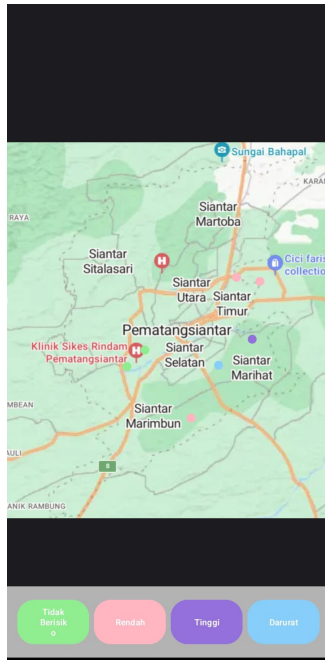 Sungai Bahapal
KARA
RAYA
Siantar
Martoba
Siantar
Sitalasari
Cici faris
collectio
Siantar
Utara
Siantar
Timur
Pematangsiantar
Klinik Sikes Rindam
Pematangsiantar
Siantar
Selatan
Siantar
Marihat
MBEAN
Siantar
Marimbun
AULI
8
ANIK RAMBUNG
Tidak
Berisik
o
Rendah
Tinggi
Darurat